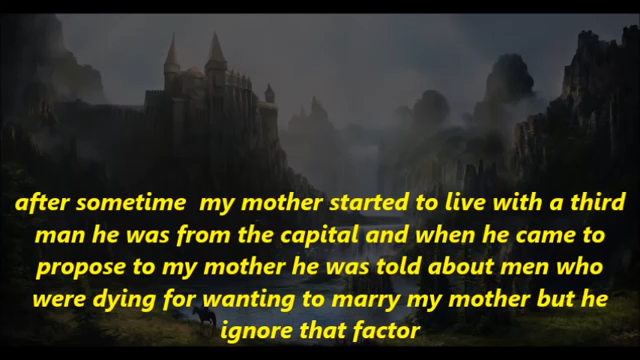 after sometime  my mother started to live with a third
man he was from the capital and when he came to
propose to my mother he was told about men who
were dying for wanting to marry my mother but he
ignore that factor